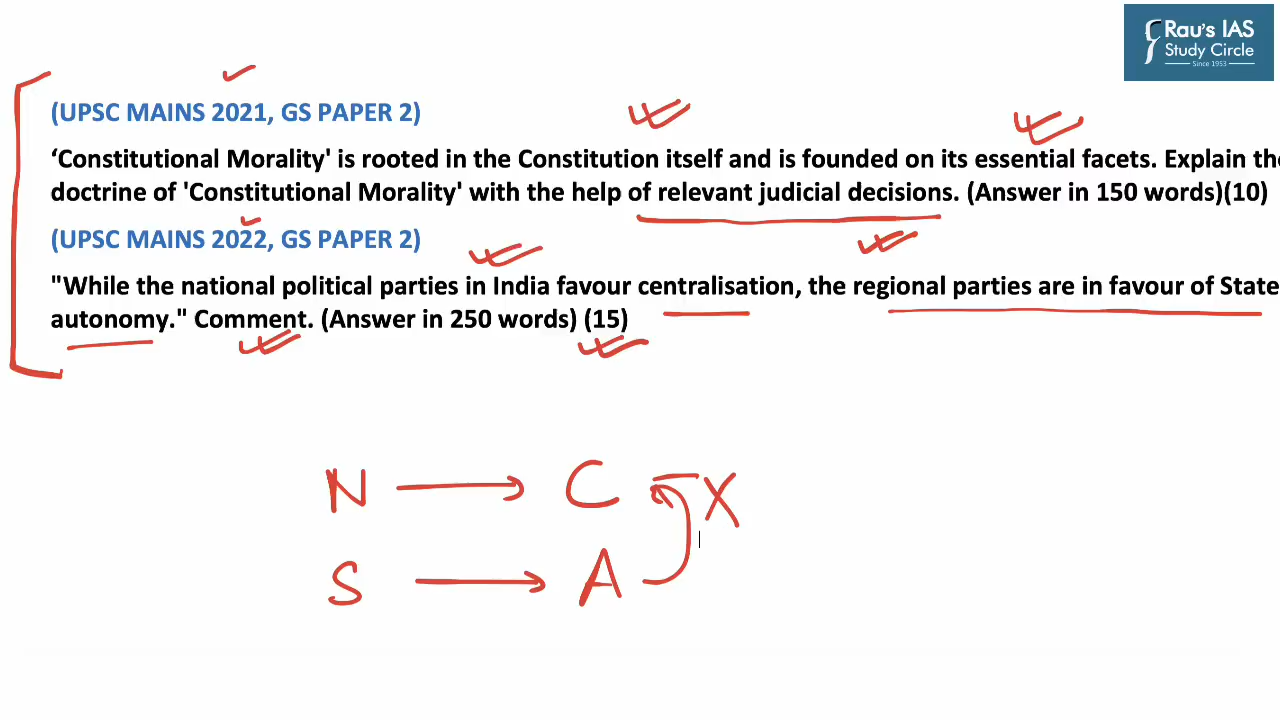 Rau's IAS
Study Circle
Since 1953
(UPSC MAINS 2021, GS PAPER 2)
‘Constitutional Morality' is rooted in the Constitution itself and is founded on its essential facets. Explain the
doctrine of 'Constitutional Morality' with the help of relevant judicial decisions. (Answer in 150 words)(10)
(UPSC MAINS 2022, GS PAPER 2)
"While the national political parties in India favour centralisation, the regional parties are in favour of State
autonomy." Comment. (Answer in 250 words) (15)
N → C X
S → A